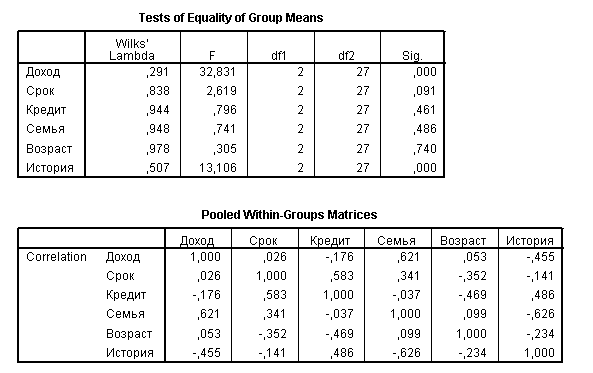 Tests of Equality of Group Means
Wilks' Lambda F df1 df2 Sig.
Доход ,291 32,831 2 27 ,000
Срок ,838 2,619 2 27 ,091
Кредит ,944 ,796 2 27 ,461
Семья ,948 ,741 2 27 ,486
Возраст ,978 ,305 2 27 ,740
История ,507 13,106 2 27 ,000
Pooled Within-Groups Matrices
Доход Срок Кредит Семья Возраст История
Correlation Доход 1,000 ,026 -,176 ,621 ,053 -,455
Срок ,026 1,000 ,583 ,341 -,352 -,141
Кредит -,176 ,583 1,000 -,037 -,469 ,486
Семья ,621 ,341 -,037 1,000 ,099 -,626
Возраст ,053 -,352 -,469 ,099 1,000 -,234
История -,455 -,141 ,486 -,626 -,234 1,000